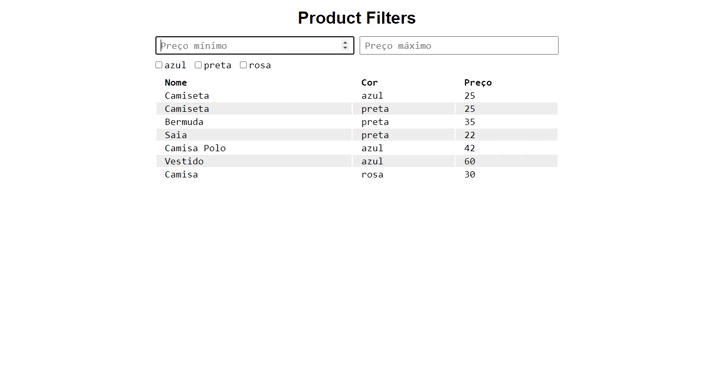 Product Filters
Preço mínimo Preço máximo
azul preta rosa
Nome Cor Preço
Camiseta azul 25
Camiseta preta 25
Bermuda preta 35
Saia preta 22
Camisa Polo azul 42
Vestido azul 60
Camisa rosa 30